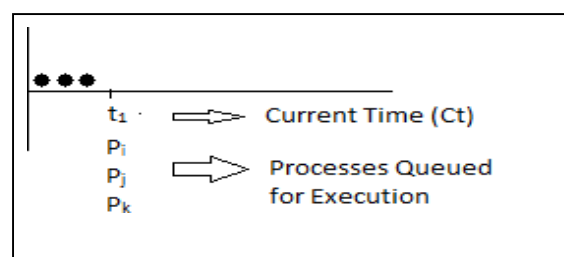 t₁ Current Time (Ct)
Pᵢ
Pⱼ Processes Queued
Pₖ for Execution